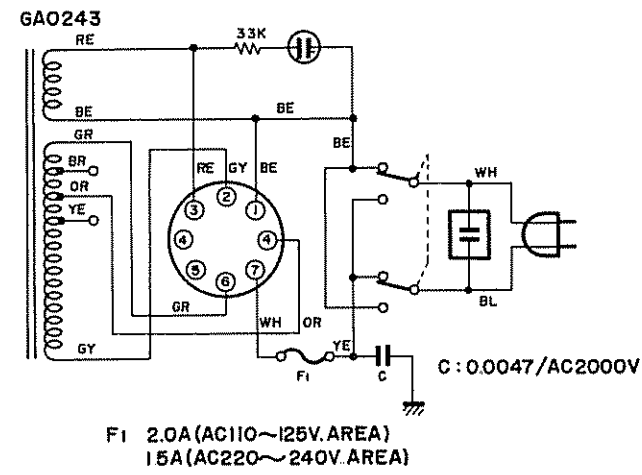 GA0243
RE 33K
BE BE
GR BE
BR
OR RE GY BE WH
YE
3 2 1
4 4
5 6 7
GR WH OR BL
GY YE
F1 C C : 0.0047/AC2000V
F1 2.0A (AC110~125V. AREA)
1.5A (AC220~240V. AREA)